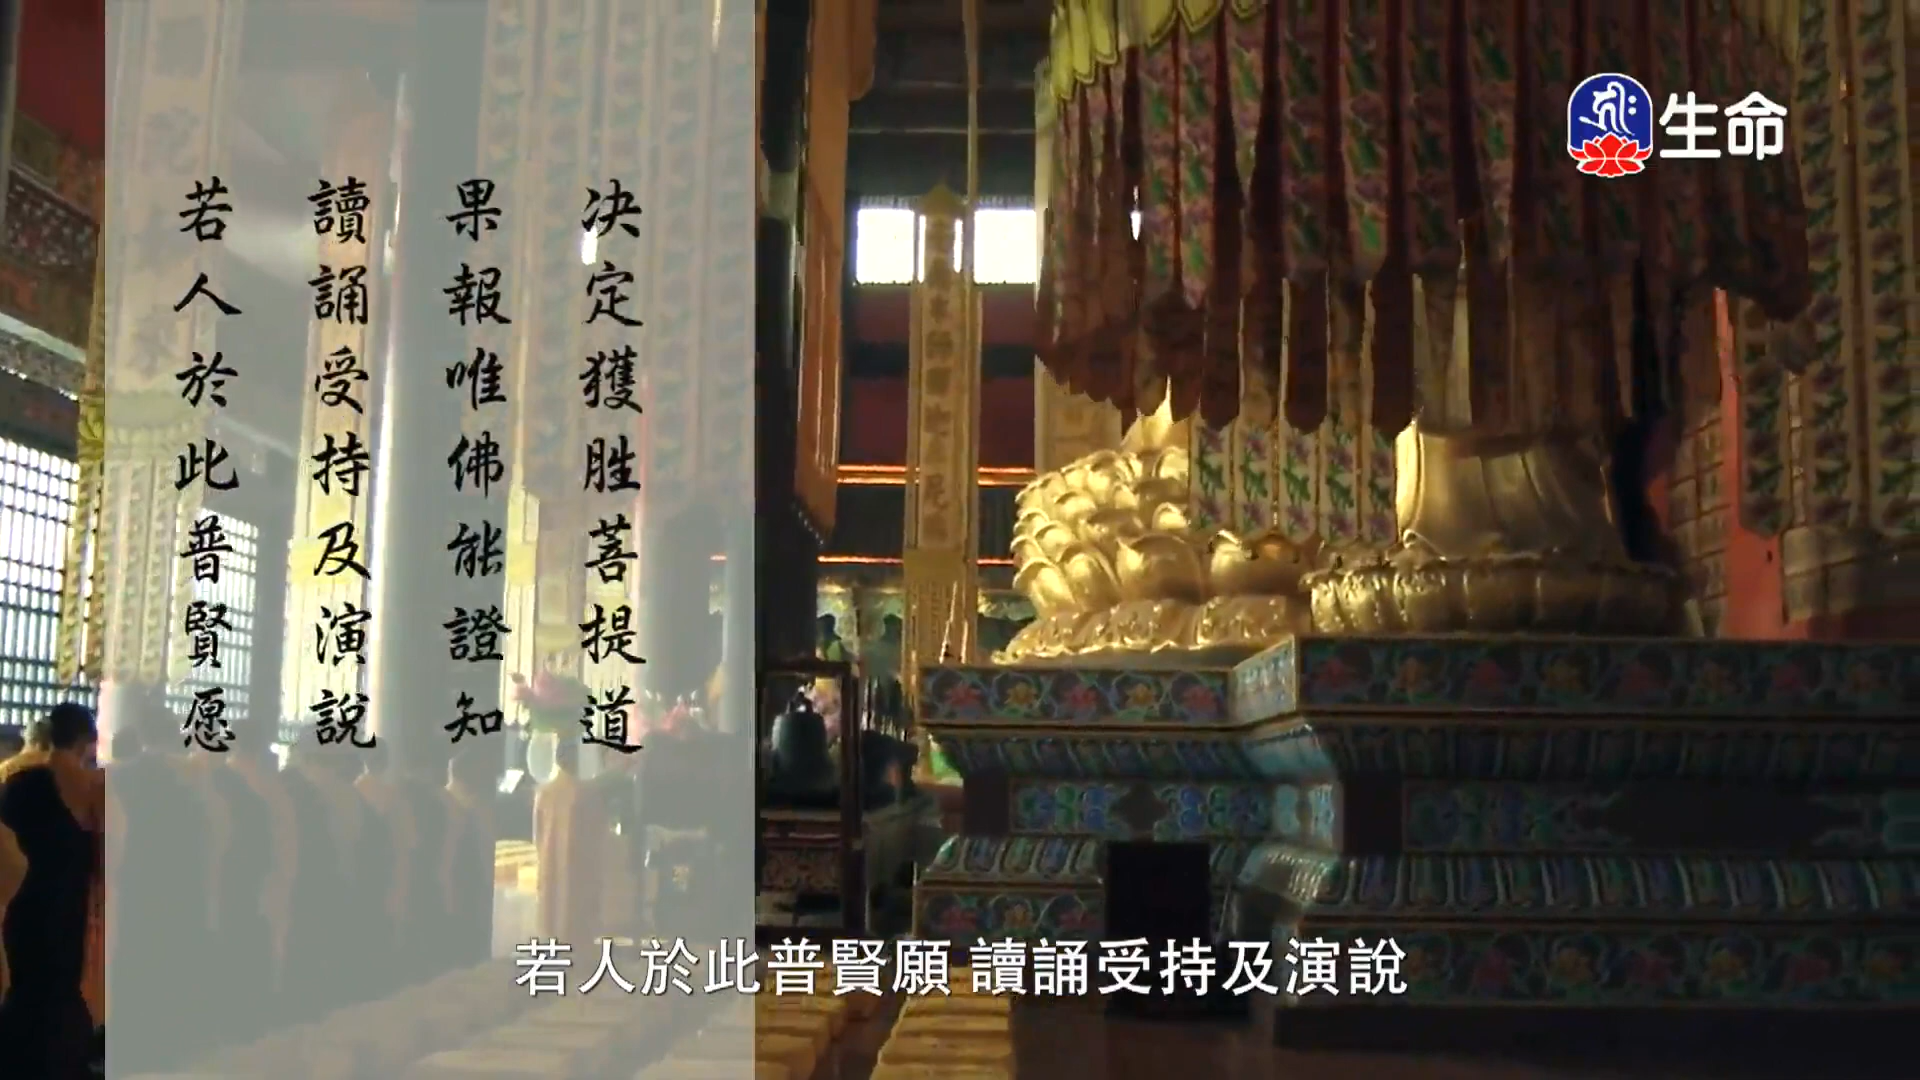 若人於此普賢愿
讀誦受持及演說
果報唯佛能證知
决定獲胜菩提道
生命
若人於此普賢願 讀誦受持及演說